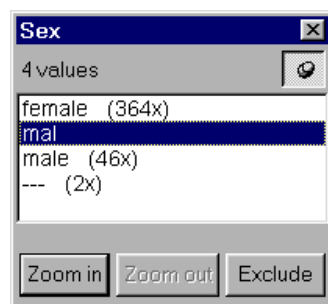 Sex
4 values
female (364x)
mal
male (46x)
--- (2x)
Zoom in Zoom out Exclude